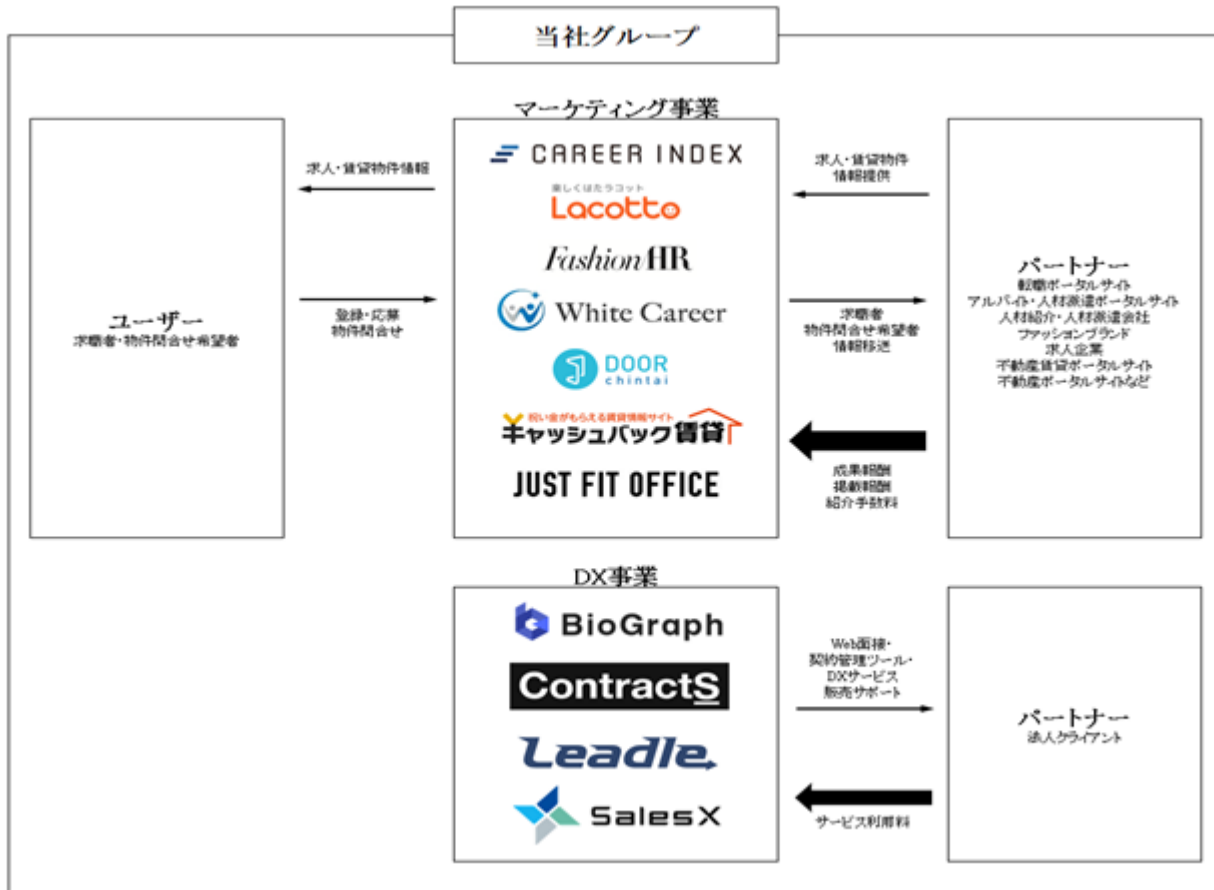 当社グループ
マーケティング事業
CAREER INDEX
楽しくはたラコット
Lacotto
Fashion HR
White Career
DOOR
chintai
祝い金がもらえる賃貸情報サイト
キャッシュバック賃貸
JUST FIT OFFICE
ユーザー
求職者・物件問合せ希望者
求人・賃貸物件情報
登録・応募
物件問合せ
求人・賃貸物件
情報提供
求職者
物件問合せ希望者
情報移送
成果報酬
掲載報酬
紹介手数料
パートナー
転職ポータルサイト
アルバイト・人材派遣ポータルサイト
人材紹介・人材派遣会社
ファッションブランド
求人企業
不動産賃貸ポータルサイト
不動産ポータルサイトなど
DX事業
BioGraph
ContractS
Leadle
SalesX
Web面接・
契約管理ツール・
DXサービス
販売サポート
サービス利用料
パートナー
法人クライアント